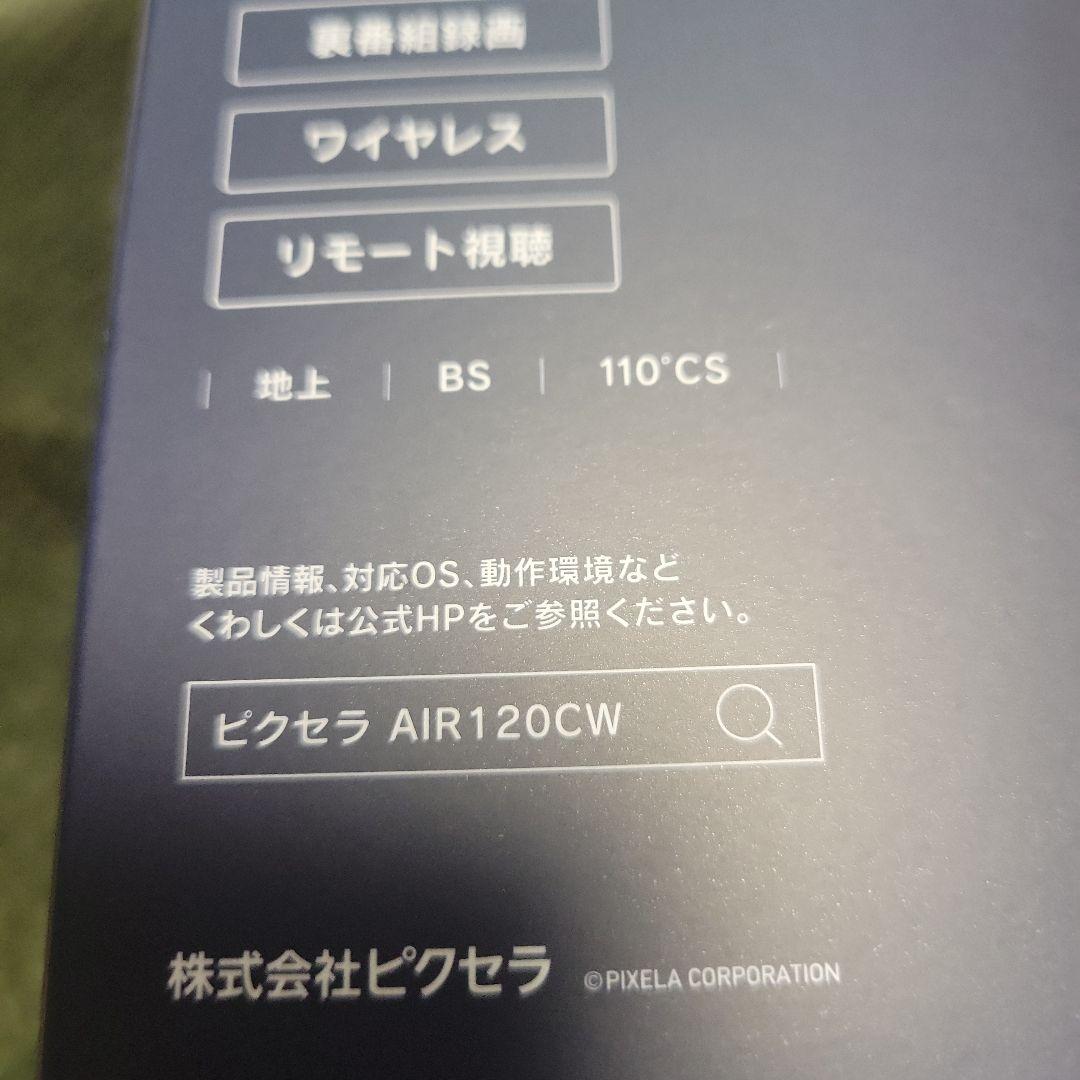 裏番組録画
ワイヤレス
リモート視聴
地上 BS 110°CS
製品情報、対応OS、動作環境など
くわしくは公式HPをご参照ください。
ピクセラ AIR120CW
株式会社ピクセラ ©PIXELA CORPORATION